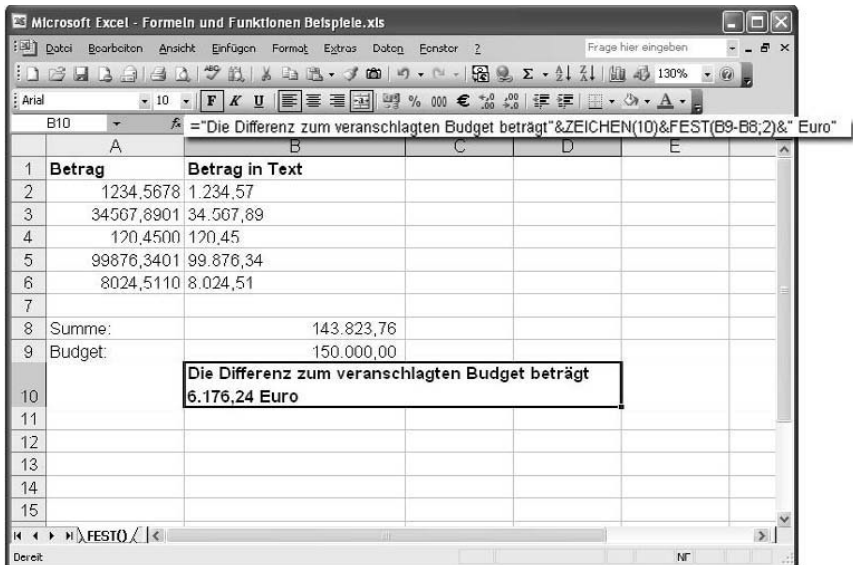 Microsoft Excel - Formeln und Funktionen Beispiele.xls
Datei Bearbeiten Ansicht Einfügen Format Extras Daten Fenster ? Frage hier eingeben
130%
Arial 10 F K U % 000 €
B10 fx ="Die Differenz zum veranschlagten Budget beträgt"&ZEICHEN(10)&FEST(B9-B8;2)&" Euro"
A B C D E
1 Betrag Betrag in Text
2 1234,5678 1.234,57
3 34567,8901 34.567,89
4 120,4500 120,45
5 99876,3401 99.876,34
6 8024,5110 8.024,51
7
8 Summe: 143.823,76
9 Budget: 150.000,00
Die Differenz zum veranschlagten Budget beträgt
10 6.176,24 Euro
11
12
13
14
15
FEST()
Bereit NF